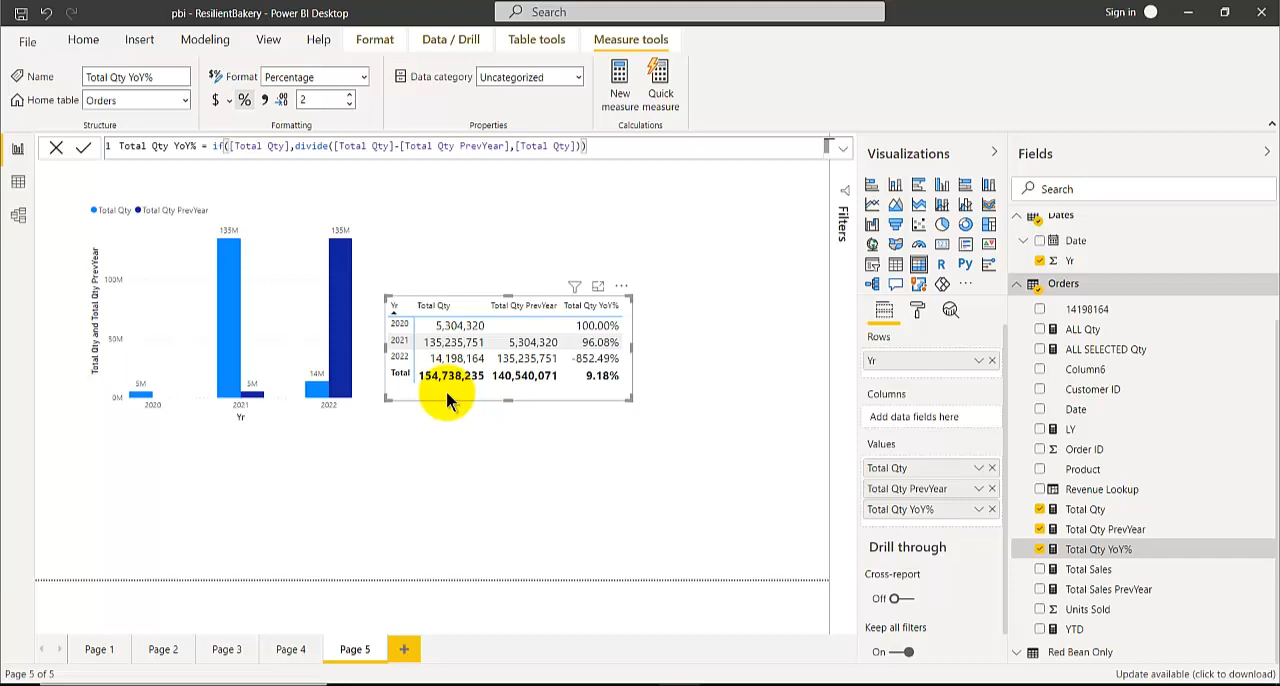 pbi - ResilientBakery - Power BI Desktop
Search
Sign in
File Home Insert Modeling View Help Format Data / Drill Table tools Measure tools
Name Total Qty YoY%
Home table Orders
Structure
$% Format Percentage
$ % 9 .00 2
Formatting
Data category Uncategorized
Properties
New measure
Quick measure
Calculations
1 Total Qty YoY% = if([Total Qty],divide([Total Qty]-[Total Qty PrevYear],[Total Qty]))
Total Qty Total Qty PrevYear
Total Qty and Total Qty PrevYear
100M
50M
0M
135M 135M
5M 5M 14M
2020 2021 2022
Yr
Yr Total Qty Total Qty PrevYear Total Qty YoY%
2020 5,304,320 100.00%
2021 135,235,751 5,304,320 96.08%
2022 14,198,164 135,235,751 -852.49%
Total 154,738,235 140,540,071 9.18%
Filters
Visualizations
R Py
123
Rows
Yr
Columns
Add data fields here
Values
Total Qty
Total Qty PrevYear
Total Qty YoY%
Drill through
Cross-report
Off
Keep all filters
On
Fields
Search
Dates
Date
Yr
Orders
14198164
ALL Qty
ALL SELECTED Qty
Column6
Customer ID
Date
LY
Order ID
Product
Revenue Lookup
Total Qty
Total Qty PrevYear
Total Qty YoY%
Total Sales
Total Sales PrevYear
Units Sold
YTD
Red Bean Only
Page 1 Page 2 Page 3 Page 4 Page 5 +
Page 5 of 5
Update available (click to download)